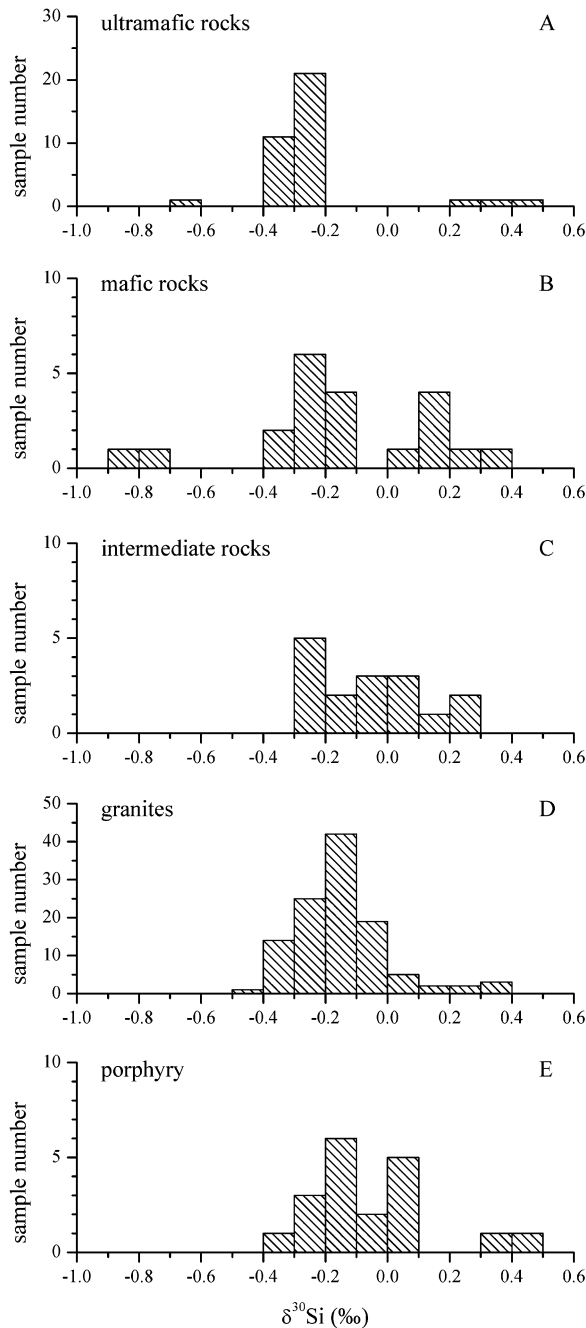 ultramafic rocks A
30
20
10
0
sample number
-1.0 -0.8 -0.6 -0.4 -0.2 0.0 0.2 0.4 0.6
mafic rocks B
10
5
0
sample number
-1.0 -0.8 -0.6 -0.4 -0.2 0.0 0.2 0.4 0.6
intermediate rocks C
10
5
0
sample number
-1.0 -0.8 -0.6 -0.4 -0.2 0.0 0.2 0.4 0.6
granites D
50
40
30
20
10
0
sample number
-1.0 -0.8 -0.6 -0.4 -0.2 0.0 0.2 0.4 0.6
porphyry E
10
5
0
sample number
-1.0 -0.8 -0.6 -0.4 -0.2 0.0 0.2 0.4 0.6
δ³⁰Si (‰)